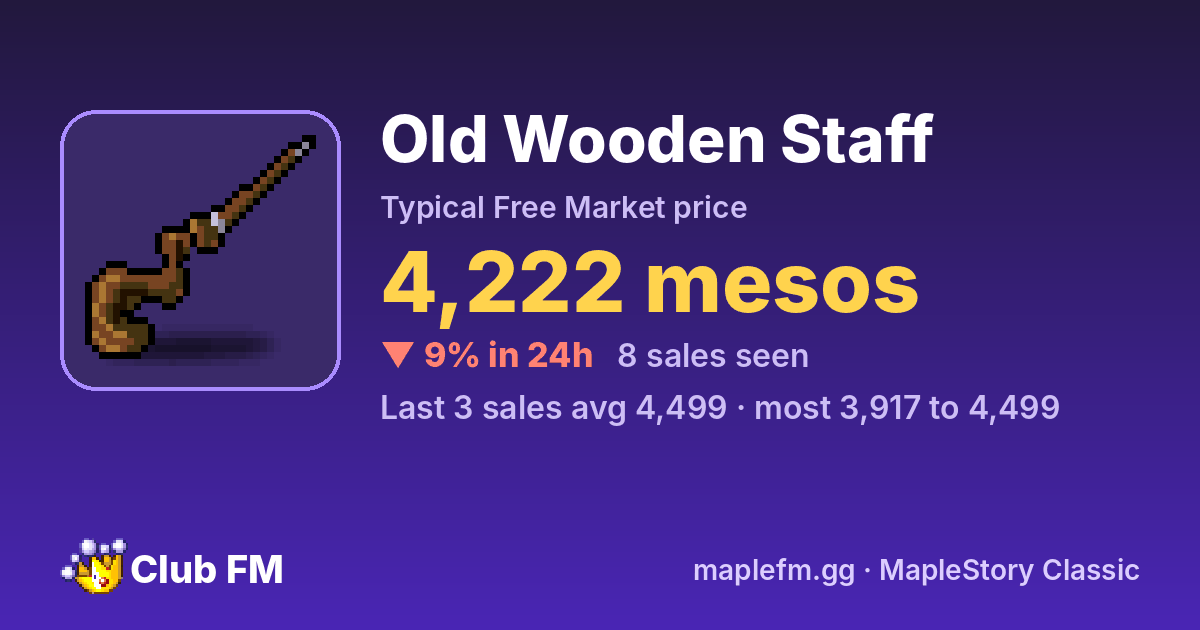 Old Wooden Staff
Typical Free Market price
4,222 mesos
▼ 9% in 24h 8 sales seen
Last 3 sales avg 4,499 · most 3,917 to 4,499
Club FM
maplefm.gg · MapleStory Classic